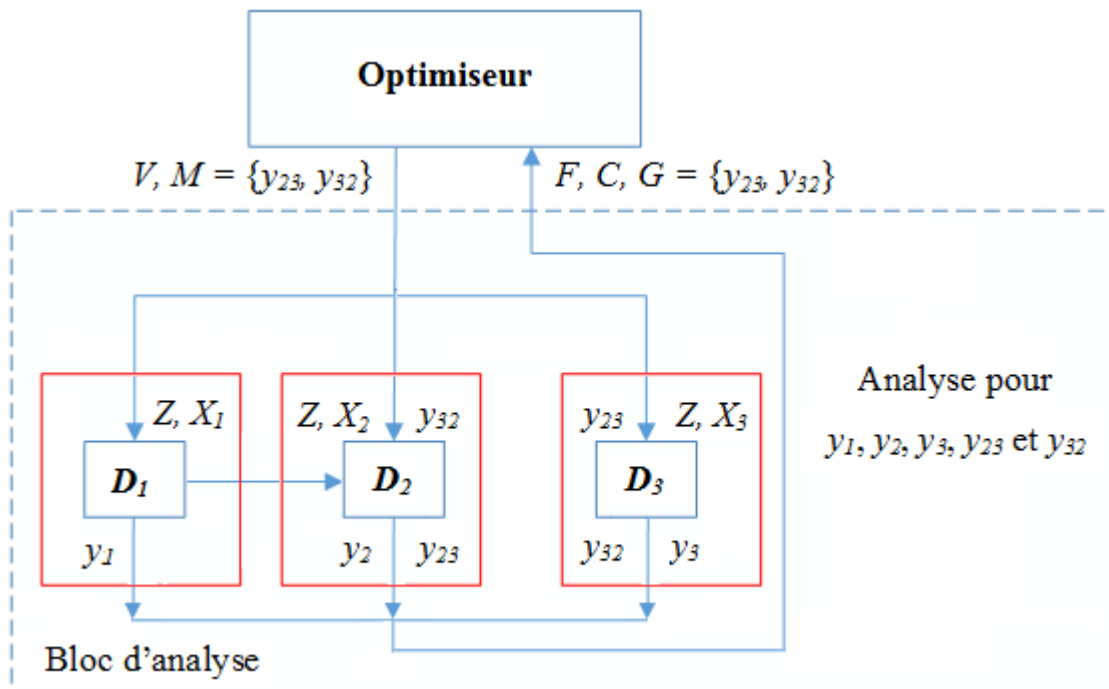 Optimiseur
V, M = {y23, y32}
F, C, G = {y23, y32}
Z, X1
Z, X2
y32
y23
Z, X3
D1
D2
D3
y1
y2
y23
y32
y3
Analyse pour
y1, y2, y3, y23 et y32
Bloc d'analyse